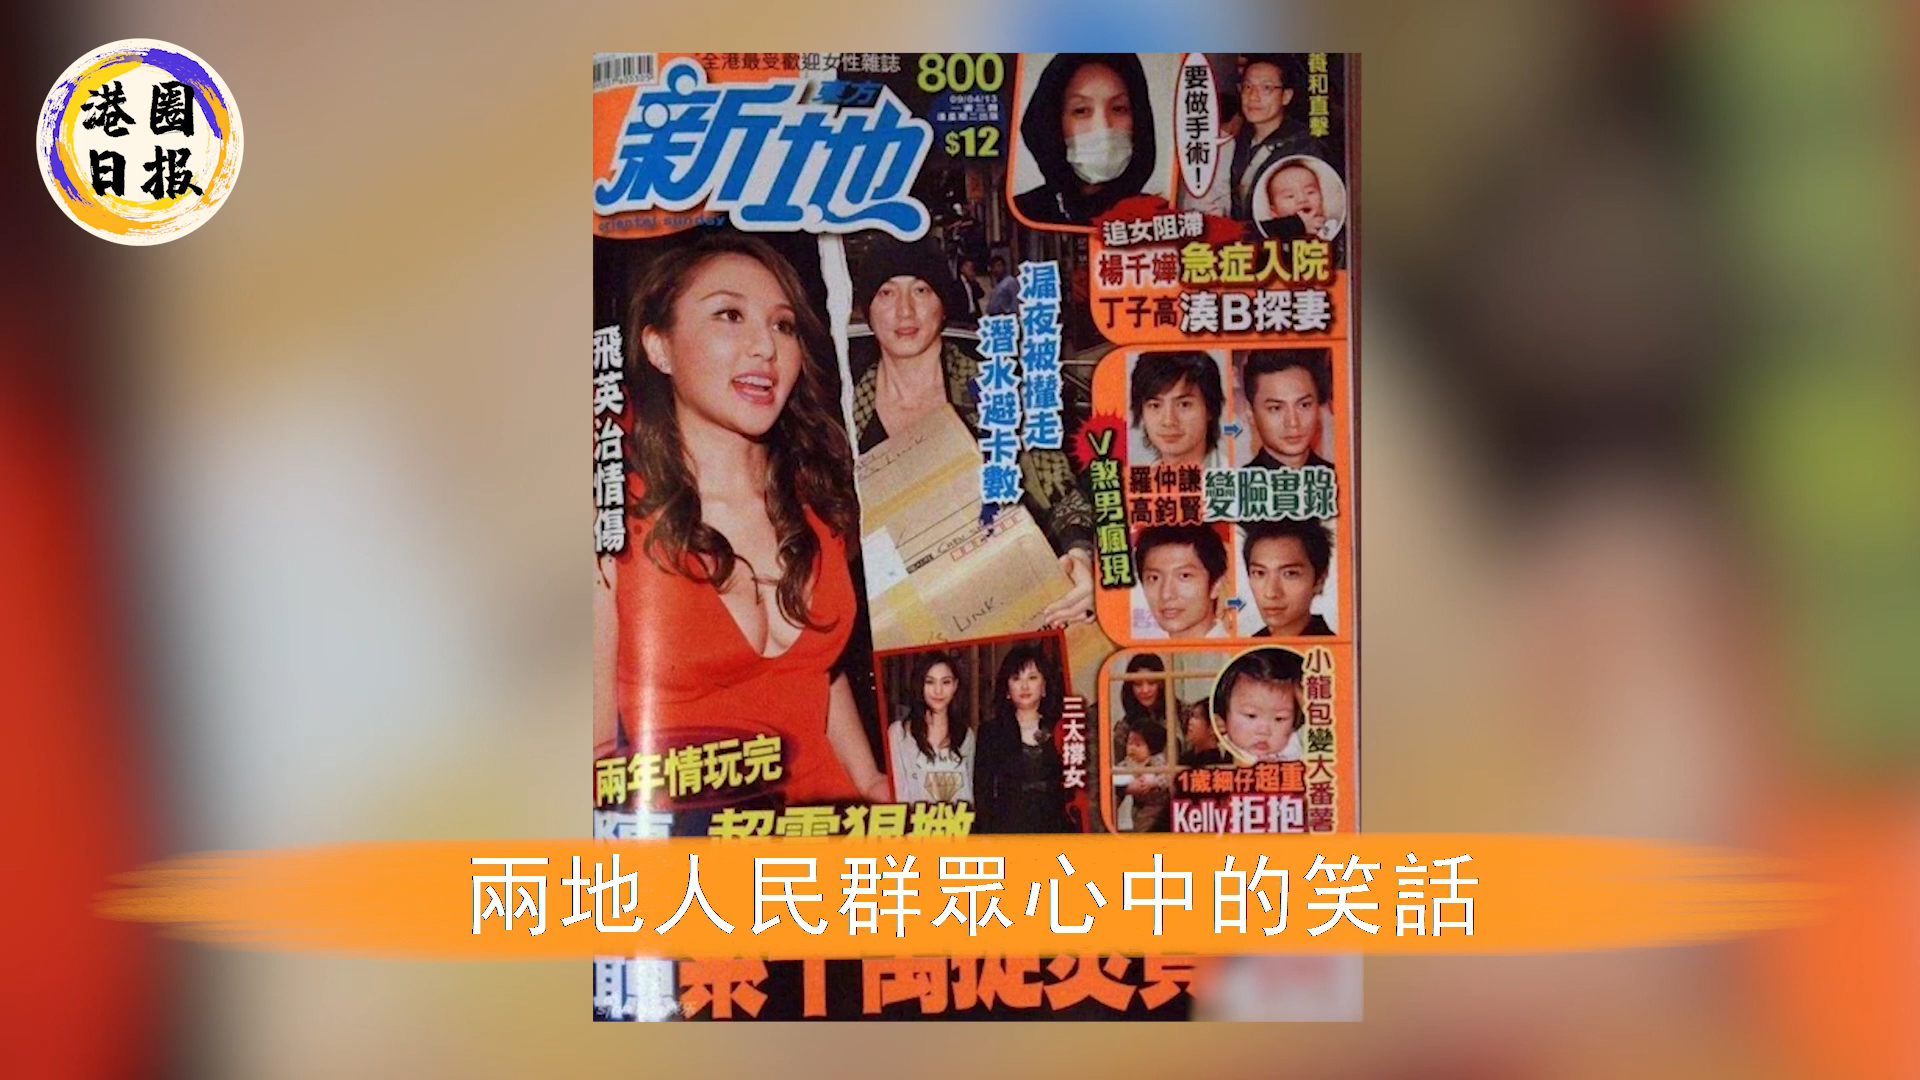 港圈
日报
全港最受歡迎女性雜誌
東方
新地
oriental sunday
800
09/04/13
$12
要做手術！
養和直擊
追女阻滯
楊千嬅急症入院
丁子高湊B探妻
漏夜被攆走
潛水避卡數
飛英治情傷
V煞男瘋現
羅仲謙
高鈞賢
變臉實錄
三太撐女
小龍包變大番薯
1歲細仔超重
Kelly拒抱
兩年情玩完
兩地人民群眾心中的笑話